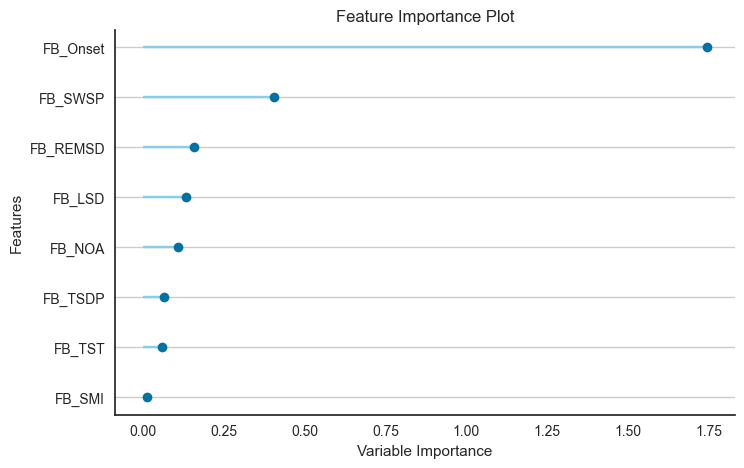 Feature Importance Plot
FB_Onset
FB_SWSP
FB_REMSD
FB_LSD
FB_NOA
FB_TSDP
FB_TST
FB_SMI
Features
0.00 0.25 0.50 0.75 1.00 1.25 1.50 1.75
Variable Importance